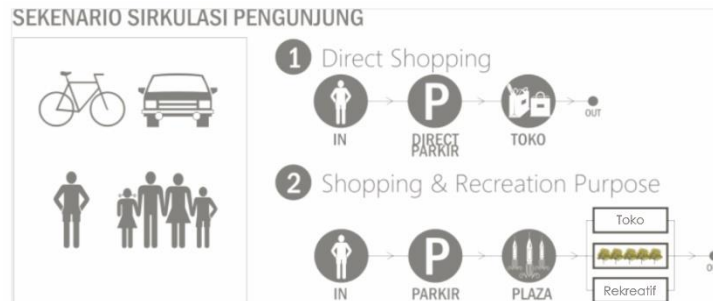 SEKENARIO SIRKULASI PENGUNJUNG
1 Direct Shopping
P
IN
DIRECT
PARKIR
TOKO
OUT
2 Shopping & Recreation Purpose
P
Toko
Rekreatif
IN
PARKIR
PLAZA